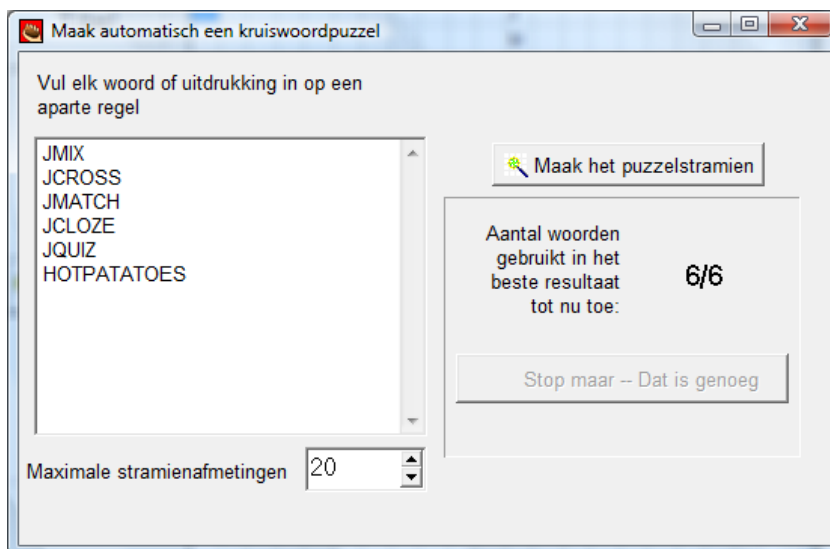 Maak automatisch een kruiswoordpuzzel
Vul elk woord of uitdrukking in op een
aparte regel
JMIX
JCROSS
JMATCH
JCLOZE
JQUIZ
HOTPATATOES
Maak het puzzelstramien
Aantal woorden
gebruikt in het
beste resultaat
tot nu toe:
6/6
Stop maar -- Dat is genoeg
Maximale stramienafmetingen
20